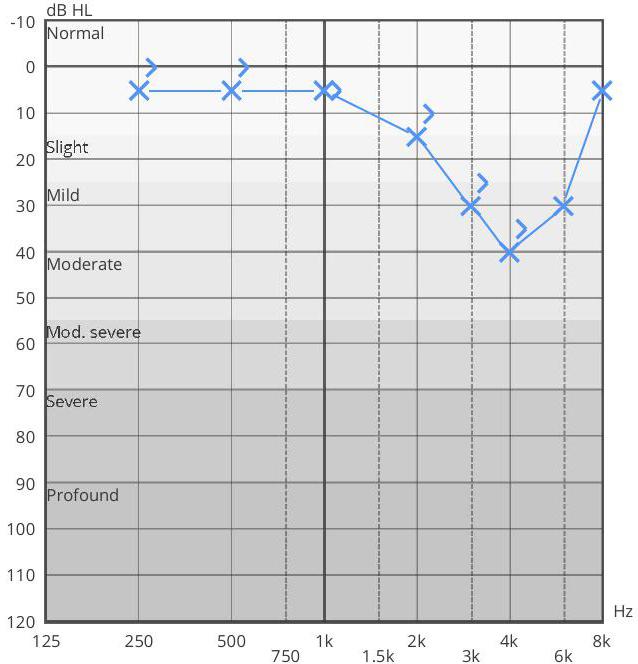 dB HL
-10
Normal
0
10
Slight
20
Mild
30
40
Moderate
50
Mod. severe
60
70
Severe
80
90
Profound
100
110
120
Hz
125 250 500 1k 2k 4k 8k
750 1.5k 3k 6k